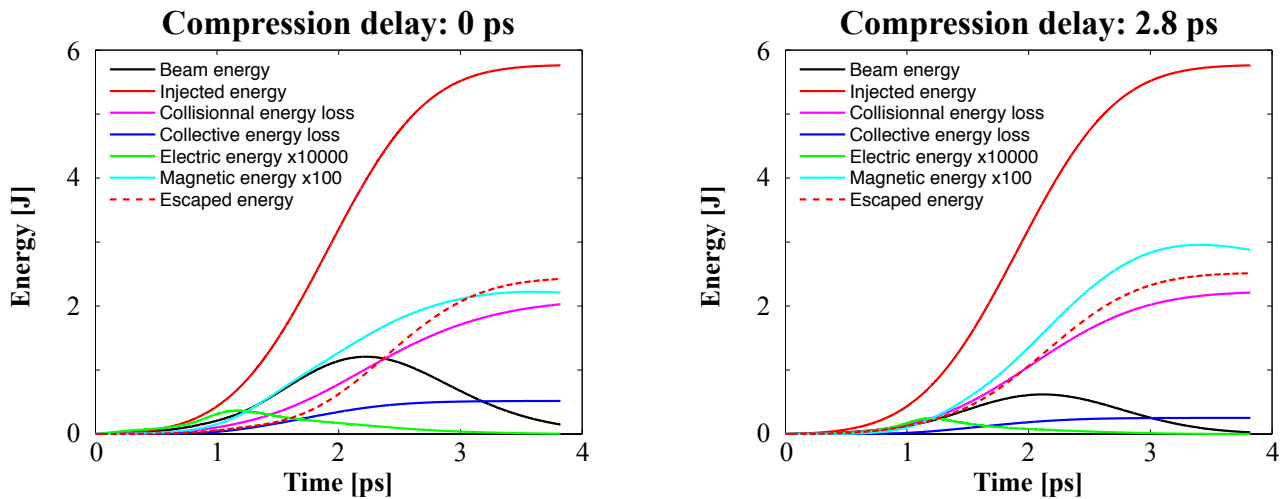 Compression delay: 0 ps
6
Beam energy
Injected energy
Collisionnal energy loss
Collective energy loss
Electric energy x10000
Magnetic energy x100
Escaped energy
4
2
0
Energy [J]
0 1 2 3 4
Time [ps]
Compression delay: 2.8 ps
6
Beam energy
Injected energy
Collisionnal energy loss
Collective energy loss
Electric energy x10000
Magnetic energy x100
Escaped energy
4
2
0
Energy [J]
0 1 2 3 4
Time [ps]